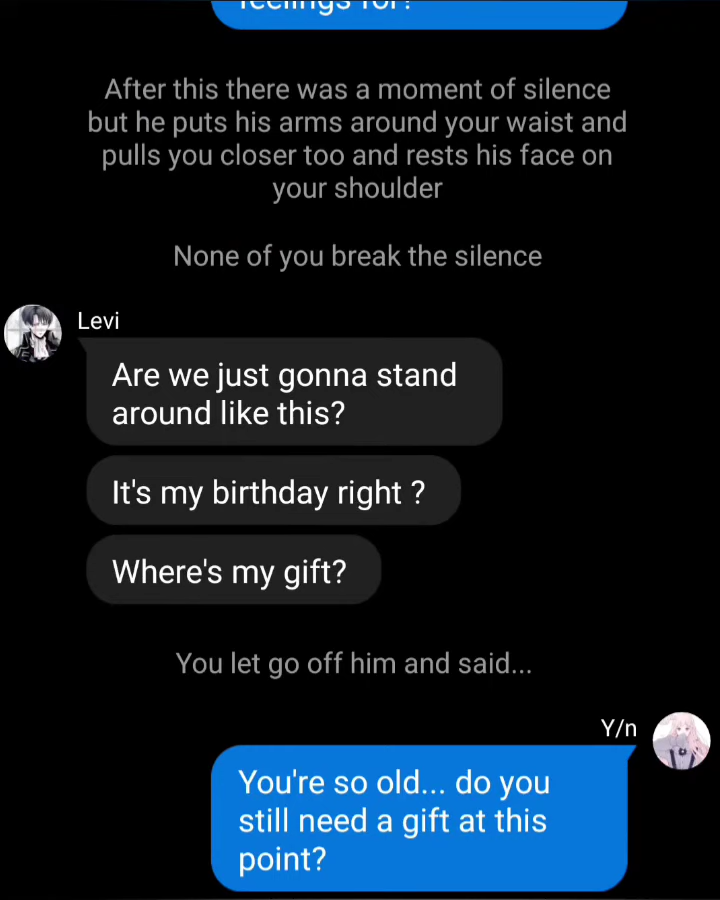 feelings for?
After this there was a moment of silence
but he puts his arms around your waist and
pulls you closer too and rests his face on
your shoulder
None of you break the silence
Levi
Are we just gonna stand
around like this?
It's my birthday right ?
Where's my gift?
You let go off him and said...
Y/n
You're so old... do you
still need a gift at this
point?